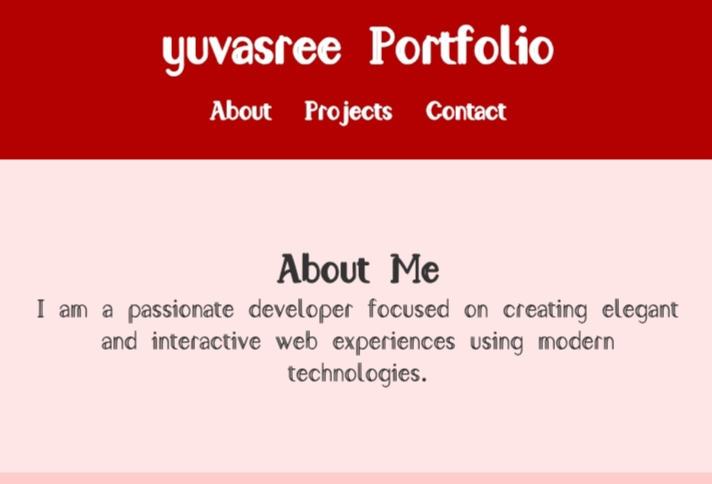 yuvasree Portfolio
About Projects Contact
About Me
I am a passionate developer focused on creating elegant
and interactive web experiences using modern
technologies.